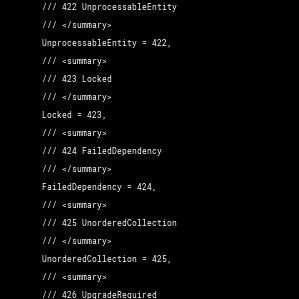 /// 422 UnprocessableEntity
/// </summary>
UnprocessableEntity = 422,
/// <summary>
/// 423 Locked
/// </summary>
Locked = 423,
/// <summary>
/// 424 FailedDependency
/// </summary>
FailedDependency = 424,
/// <summary>
/// 425 UnorderedCollection
/// </summary>
UnorderedCollection = 425,
/// <summary>
/// 426 UpgradeRequired